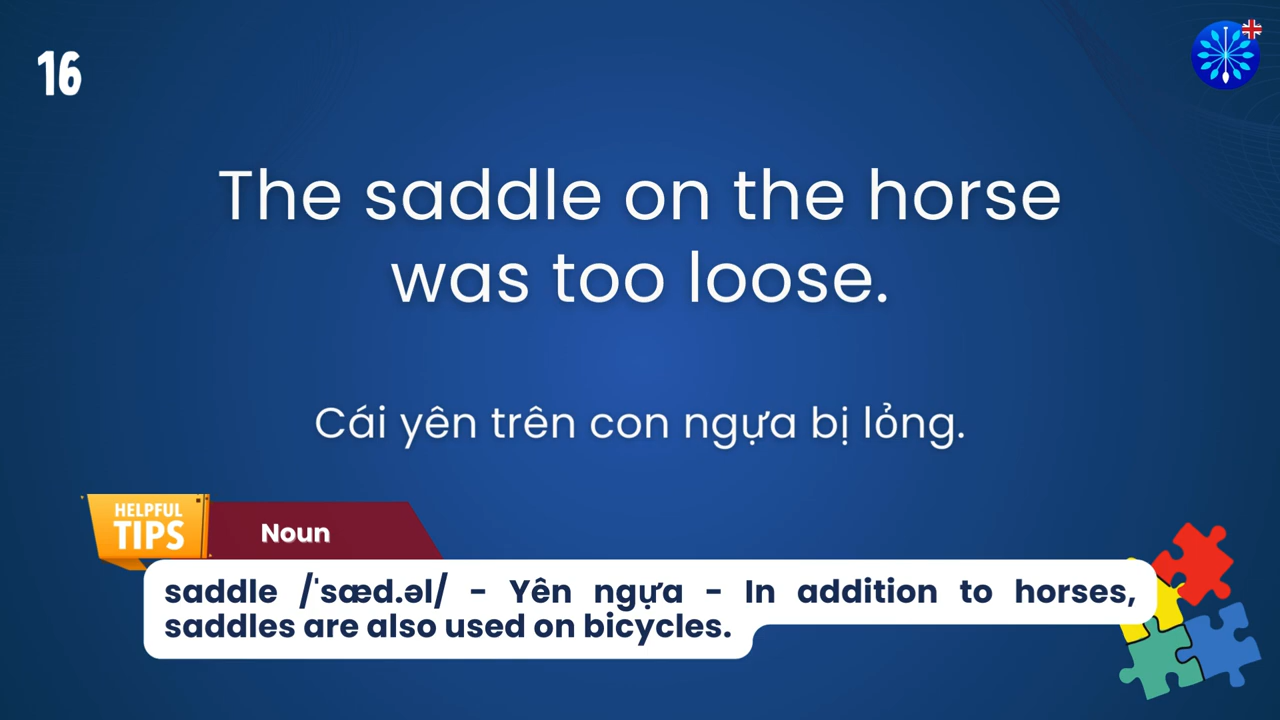 16
The saddle on the horse
was too loose.
Cái yên trên con ngựa bị lỏng.
HELPFUL
TIPS
Noun
saddle /ˈsæd.əl/ - Yên ngựa - In addition to horses,
saddles are also used on bicycles.